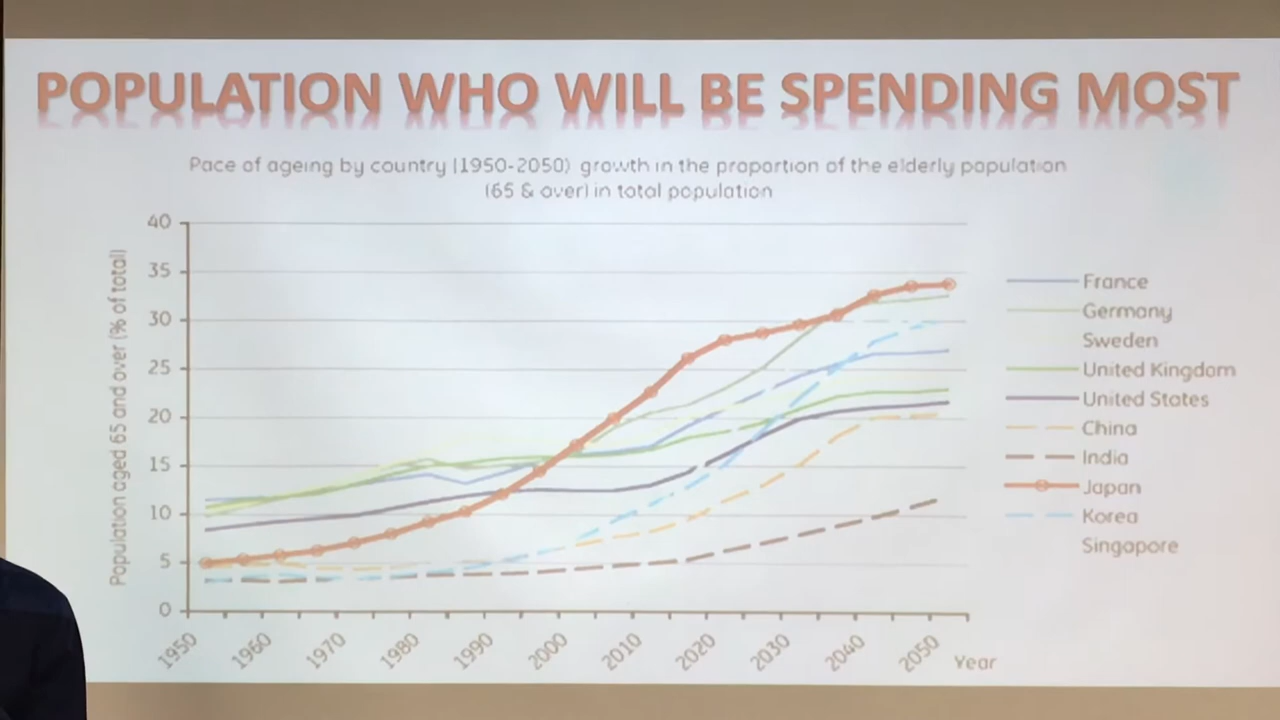 POPULATION WHO WILL BE SPENDING MOST
Pace of ageing by country (1950-2050) growth in the proportion of the elderly population
(65 & over) in total population
Population aged 65 and over (% of total)
40
35
30
25
20
15
10
5
0
1950
1960
1970
1980
1990
2000
2010
2020
2030
2040
2050
Year
France
Germany
Sweden
United Kingdom
United States
China
India
Japan
Korea
Singapore